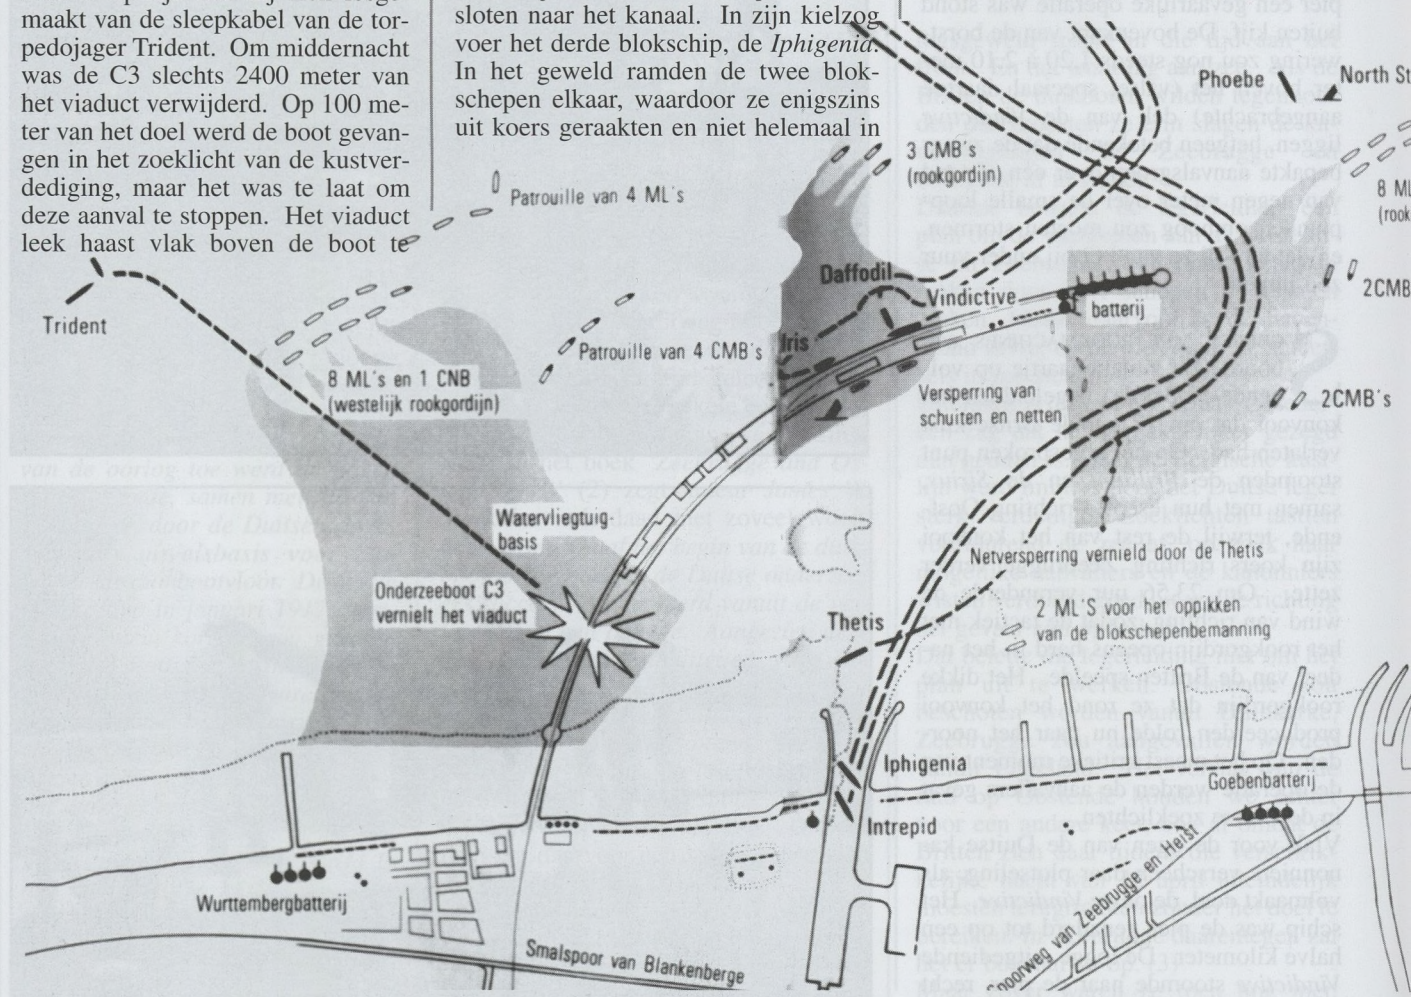 maakt van de sleepkabel van de tor-
pedojager Trident. Om middernacht
was de C3 slechts 2400 meter van
het viaduct verwijderd. Op 100 me-
ter van het doel werd de boot gevan-
gen in het zoeklicht van de kustver-
dediging, maar het was te laat om
deze aanval te stoppen. Het viaduct
leek haast vlak boven de boot te
sloten naar het kanaal. In zijn kielzog
voer het derde blokschip, de Iphigenia.
In het geweld ramden de twee blok-
schepen elkaar, waardoor ze enigszins
uit koers geraakten en niet helemaal in
Phoebe
North St
3 CMB's
(rookgordijn)
Patrouille van 4 ML's
8 ML
(rook
Trident
Daffodil
Vindictive
batterij
2CMB
Iris
Patrouille van 4 CMB's
8 ML's en 1 CNB
(westelijk rookgordijn)
Versperring van
schuiten en netten
2CMB's
Watervliegtuig-
basis
Netversperring vernield door de Thetis
Onderzeeboot C3
vernielt het viaduct
Thetis
2 ML'S voor het oppikken
van de blokschepenbemanning
Iphigenia
Goebenbatterij
Intrepid
Wurttembergbatterij
Smalspoor van Blankenberge
Spoorweg van Zeebrugge en Heist